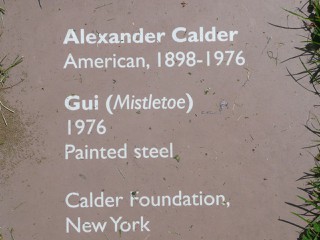 Alexander Calder
American, 1898-1976
Gui (Mistletoe)
1976
Painted steel
Calder Foundation,
New York